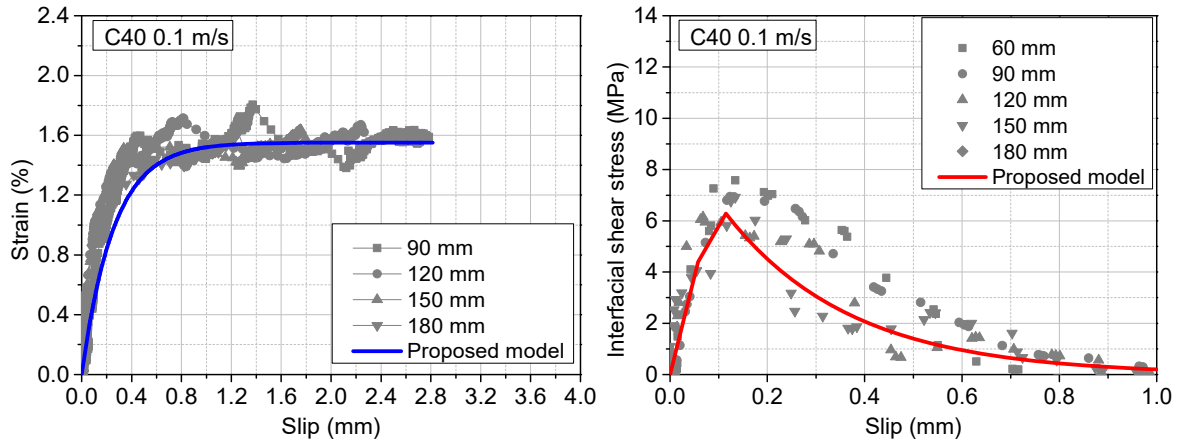 C40 0.1 m/s
Strain (%)
2.4
2.0
1.6
1.2
0.8
0.4
0.0
90 mm
120 mm
150 mm
180 mm
Proposed model
0.0 0.4 0.8 1.2 1.6 2.0 2.4 2.8 3.2 3.6 4.0
Slip (mm)
C40 0.1 m/s
Interfacial shear stress (MPa)
14
12
10
8
6
4
2
0
60 mm
90 mm
120 mm
150 mm
180 mm
Proposed model
0.0 0.2 0.4 0.6 0.8 1.0
Slip (mm)